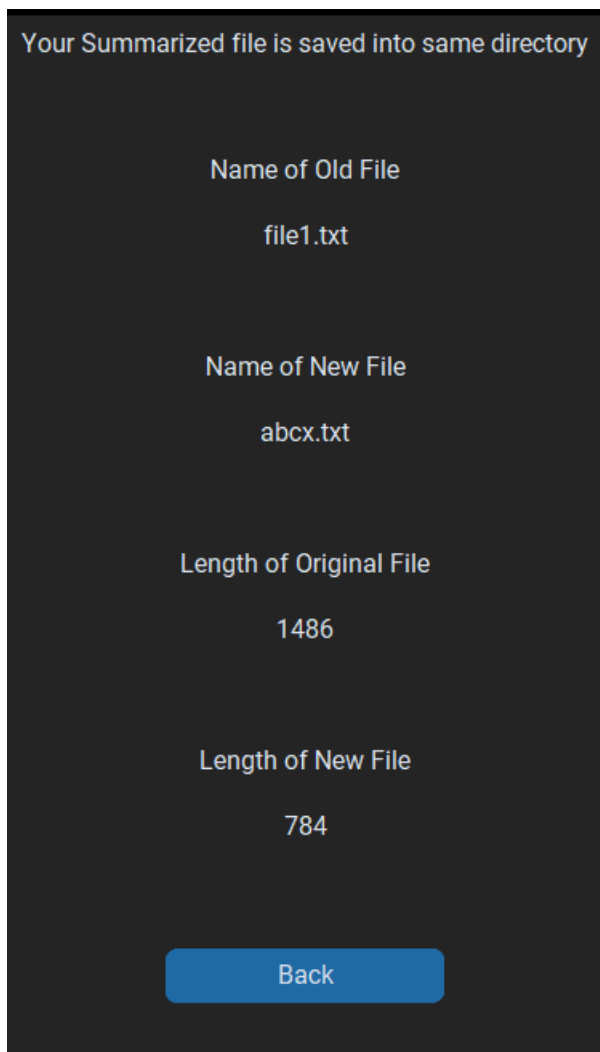 Your Summarized file is saved into same directory
Name of Old File
file1.txt
Name of New File
abcx.txt
Length of Original File
1486
Length of New File
784
Back